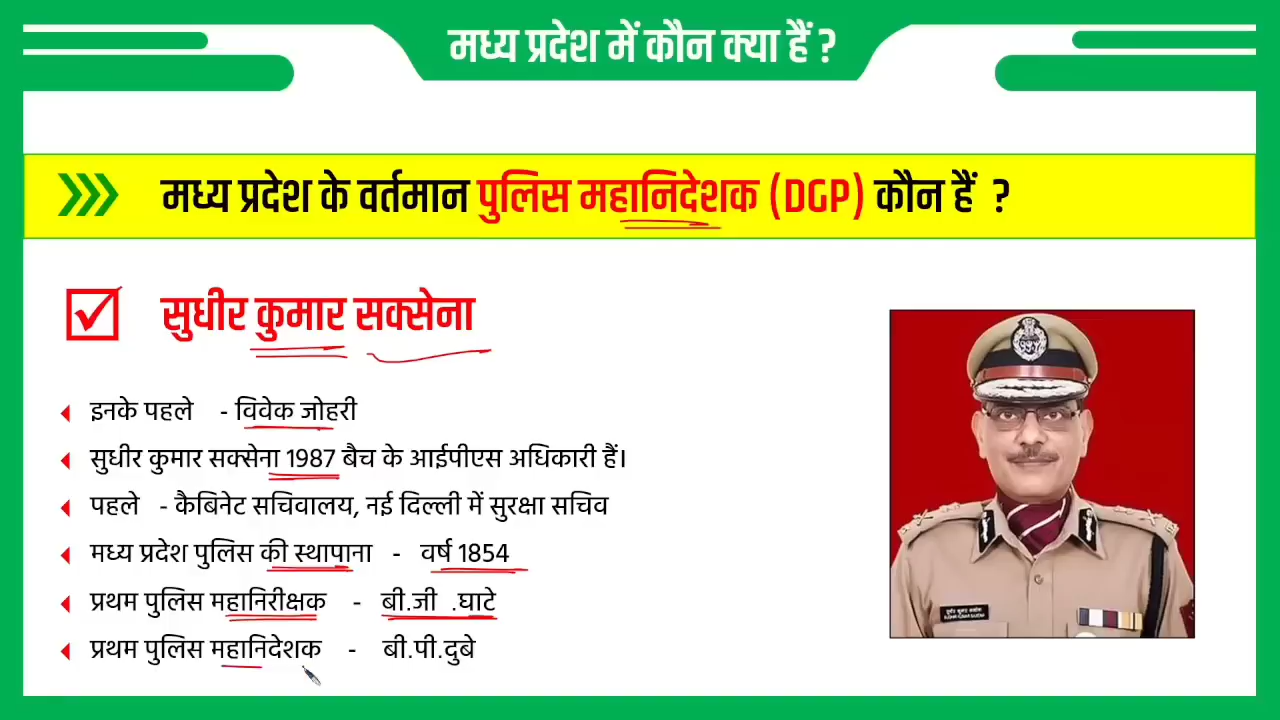 मध्य प्रदेश में कौन क्या हैं ?
मध्य प्रदेश के वर्तमान पुलिस महानिदेशक (DGP) कौन हैं ?
सुधीर कुमार सक्सेना
इनके पहले - विवेक जोहरी
सुधीर कुमार सक्सेना 1987 बैच के आईपीएस अधिकारी हैं।
पहले - कैबिनेट सचिवालय, नई दिल्ली में सुरक्षा सचिव
मध्य प्रदेश पुलिस की स्थापाना - वर्ष 1854
प्रथम पुलिस महानिरीक्षक - बी.जी .घाटे
प्रथम पुलिस महानिदेशक - बी.पी.दुबे